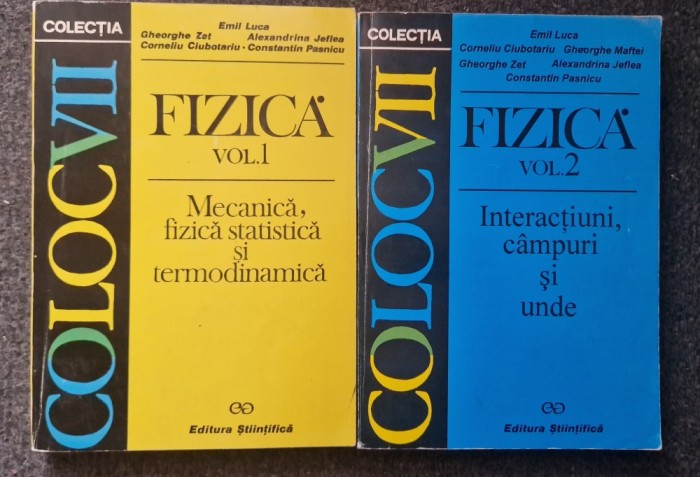 COLECȚIA
COLOCVII
Emil Luca
Gheorghe Zet Alexandrina Jeflea
Corneliu Ciubotariu · Constantin Pasnicu
FIZICĂ
VOL.1
Mecanică,
fizică statistică
și
termodinamică
Editura Științifică
COLECȚIA
COLOCVII
Emil Luca
Corneliu Ciubotariu Gheorghe Maftei
Gheorghe Zet Alexandrina Jeflea
Constantin Pasnicu
FIZICĂ
VOL.2
Interacțiuni,
câmpuri
și
unde
Editura Științifică